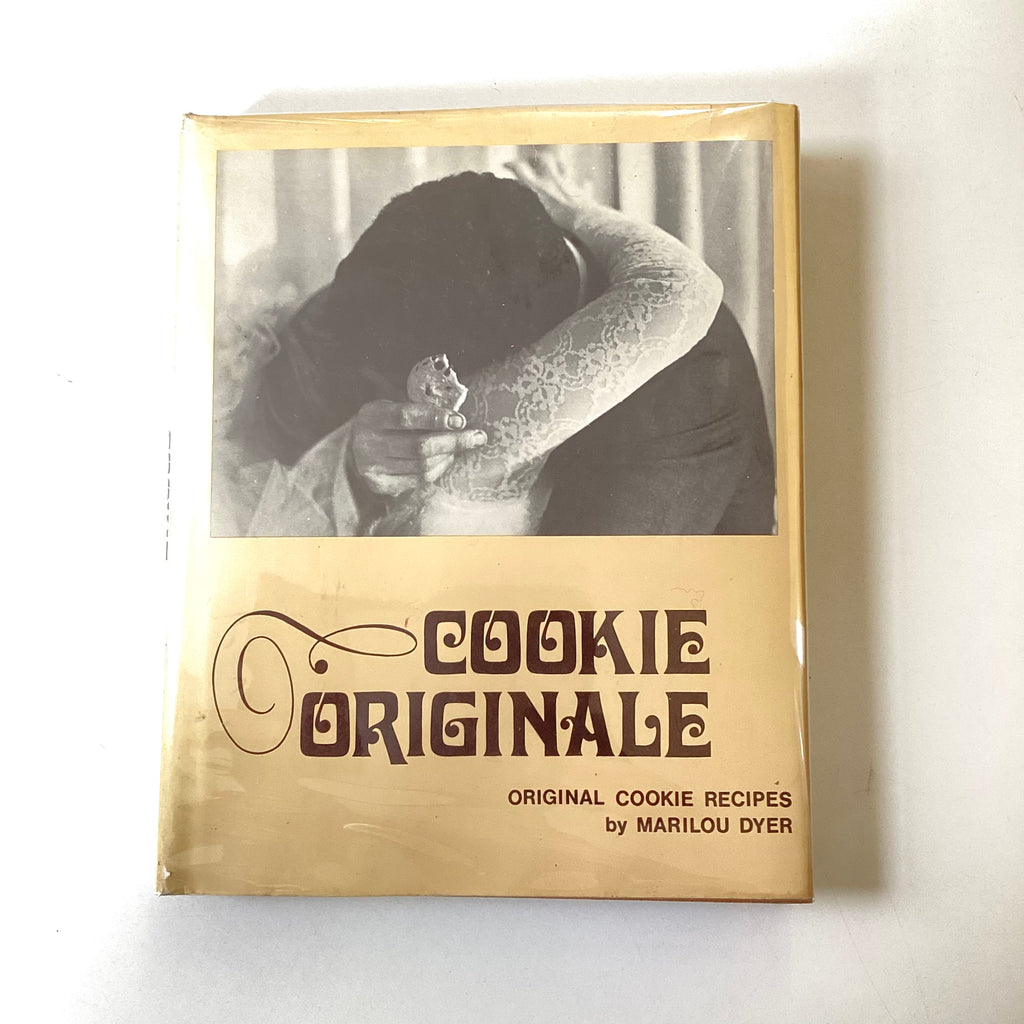 COOKIE
ORIGINALE
ORIGINAL COOKIE RECIPES
by MARILOU DYER